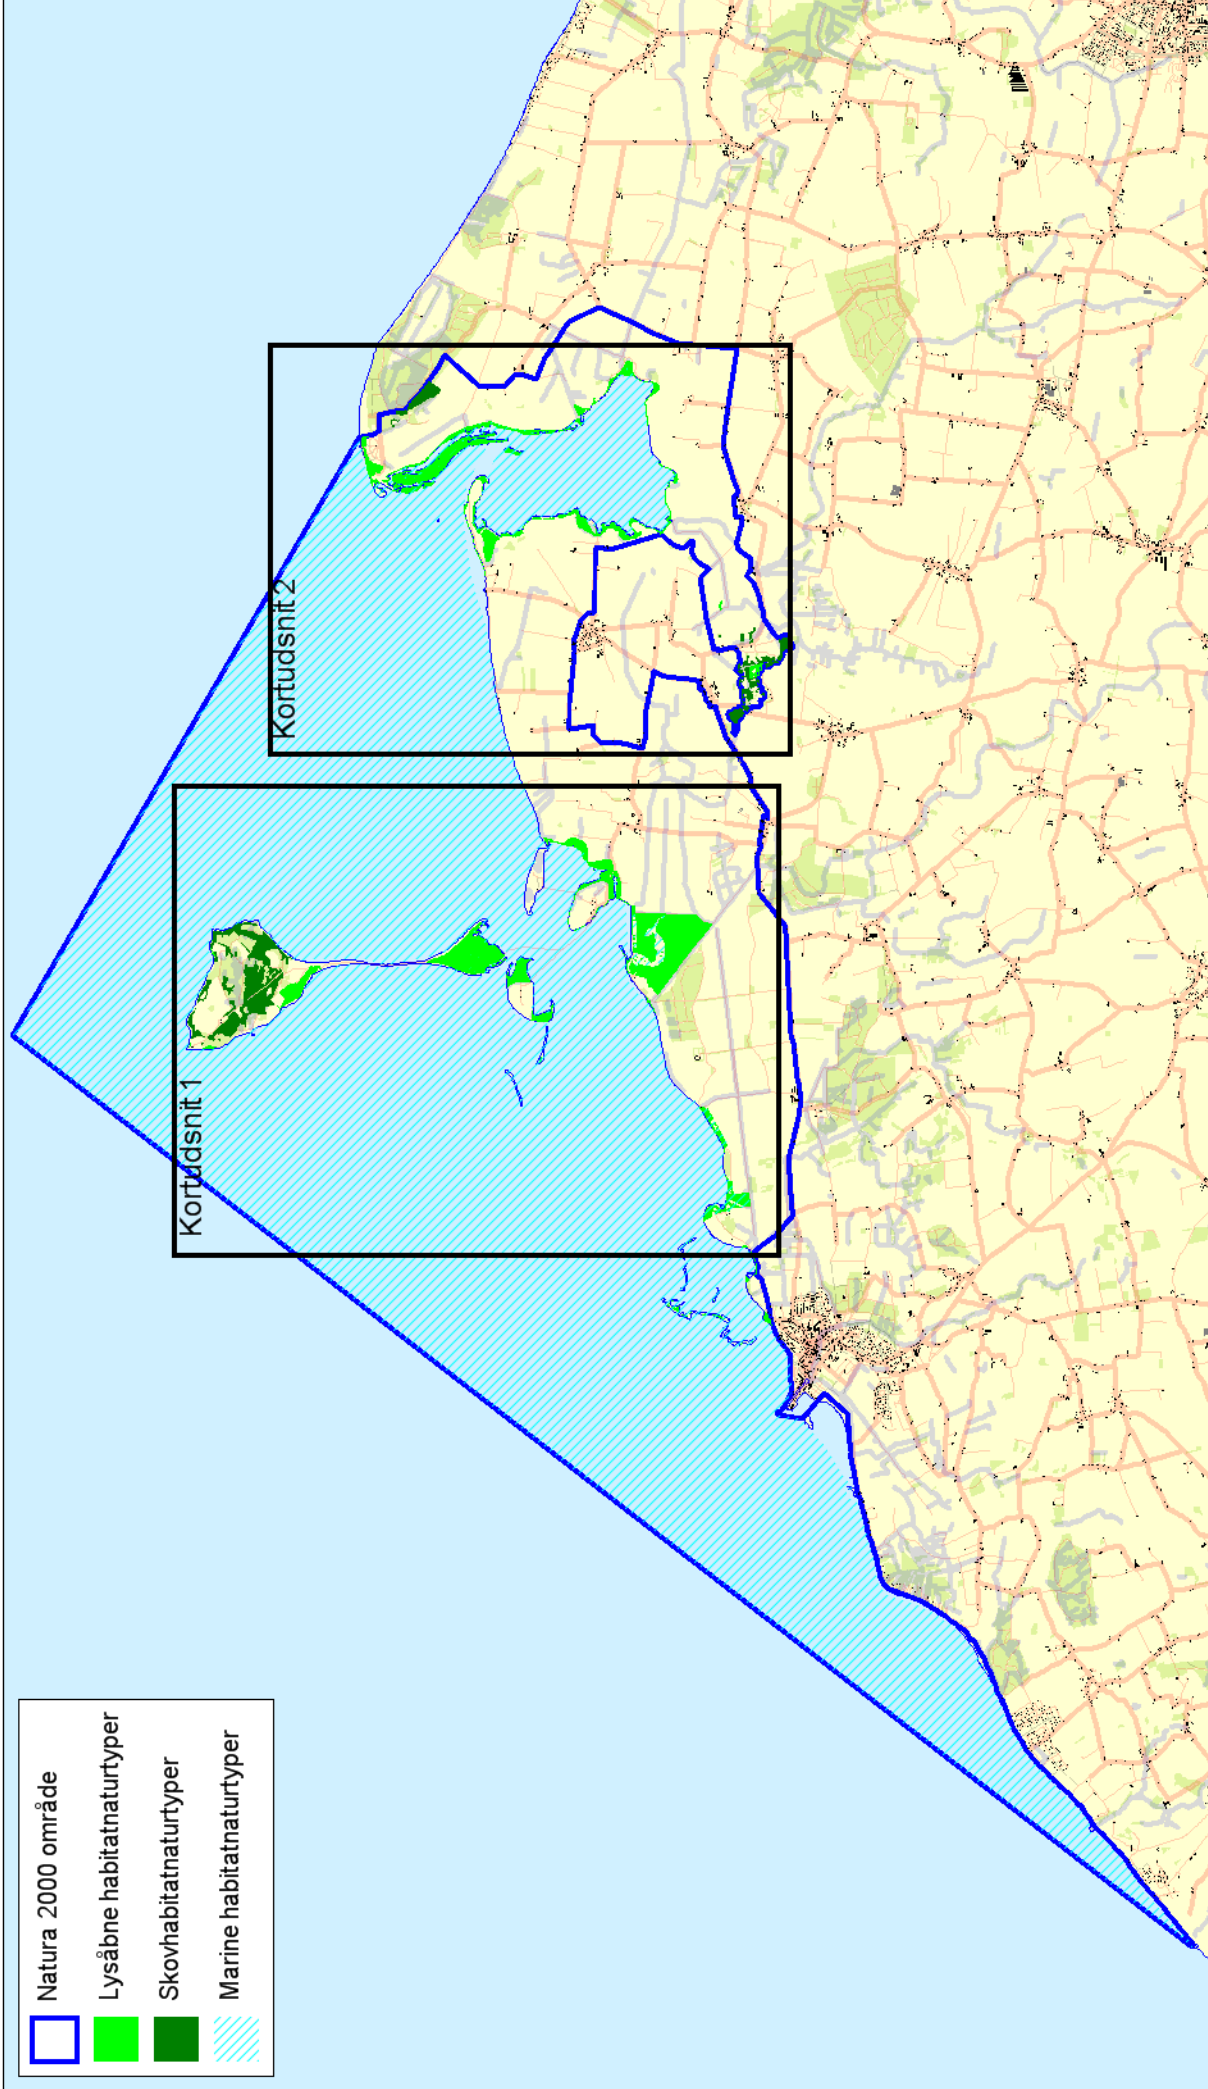 Natura 2000 område
Lysåbne habitatnaturtyper
Skovhabitatnaturtyper
Marine habitatnaturtyper
Kortudsnit 1
Kortudsnit 2